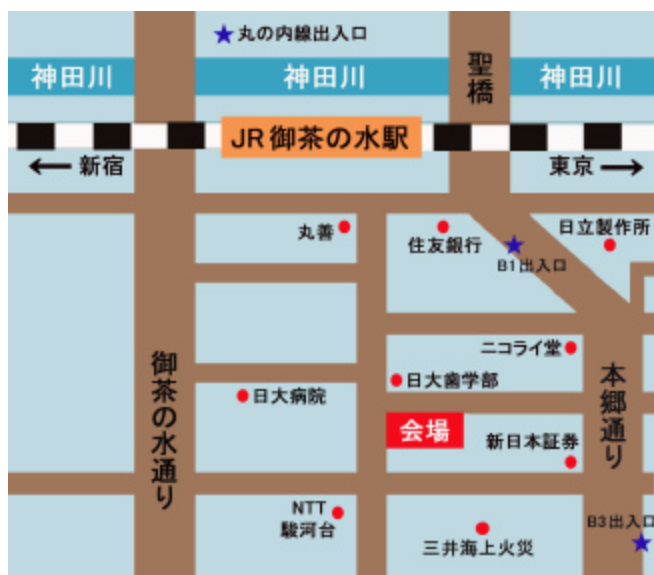 丸の内線出入口
神田川
神田川
聖橋
神田川
JR御茶の水駅
新宿
東京
丸善
住友銀行
日立製作所
B1出入口
ニコライ堂
日大歯学部
御茶の水通り
日大病院
本郷通り
会場
新日本証券
NTT
駿河台
三井海上火災
B3出入口